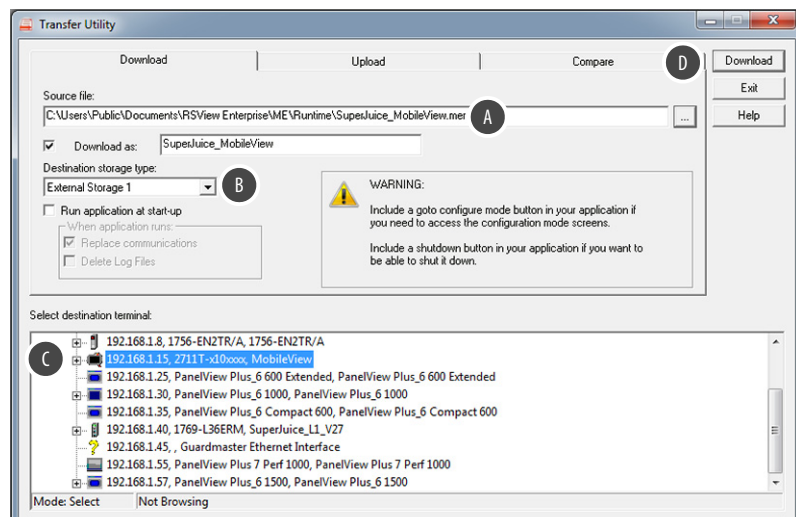 Transfer Utility
Download
Upload
Compare
D
Download
Exit
Help
Source file:
C:\Users\Public\Documents\RSView Enterprise\ME\Runtime\SuperJuice_MobileView.mer
A
...
Download as:
SuperJuice_MobileView
Destination storage type:
External Storage 1
B
Run application at start-up
When application runs:
Replace communications
Delete Log Files
WARNING:
Include a goto configure mode button in your application if
you need to access the configuration mode screens.
Include a shutdown button in your application if you want to
be able to shut it down.
Select destination terminal:
192.168.1.8, 1756-EN2TR/A, 1756-EN2TR/A
C
192.168.1.15, 2711T-x10xxxx, MobileView
192.168.1.25, PanelView Plus_6 600 Extended, PanelView Plus_6 600 Extended
192.168.1.30, PanelView Plus_6 1000, PanelView Plus_6 1000
192.168.1.35, PanelView Plus_6 Compact 600, PanelView Plus_6 Compact 600
192.168.1.40, 1769-L36ERM, SuperJuice_L1_V27
192.168.1.45, , Guardmaster Ethernet Interface
192.168.1.55, PanelView Plus 7 Perf 1000, PanelView Plus 7 Perf 1000
192.168.1.57, PanelView Plus_6 1500, PanelView Plus_6 1500
Mode: Select
Not Browsing